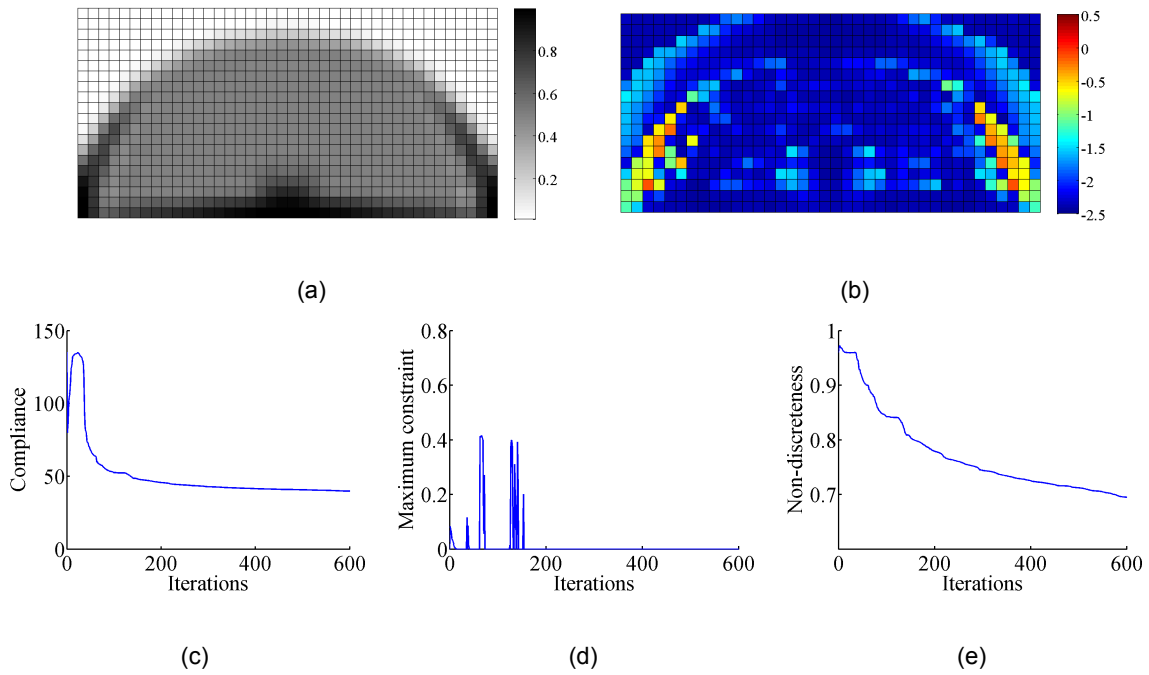 0.8
0.6
0.4
0.2
0.5
0
-0.5
-1
-1.5
-2
-2.5
(a)
(b)
150
100
50
0
Compliance
0 200 400 600
Iterations
0.8
0.6
0.4
0.2
0
Maximum constraint
0 200 400 600
Iterations
1
0.9
0.8
0.7
Non-discreteness
0 200 400 600
Iterations
(c)
(d)
(e)